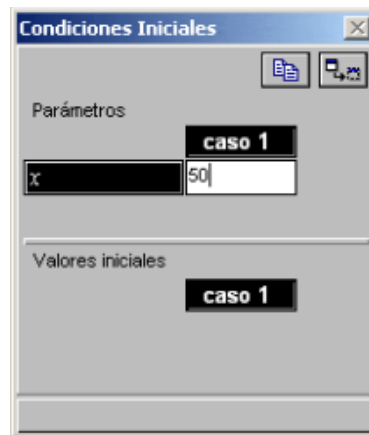 Condiciones Iniciales
Parámetros
caso 1
x 50
Valores iniciales
caso 1